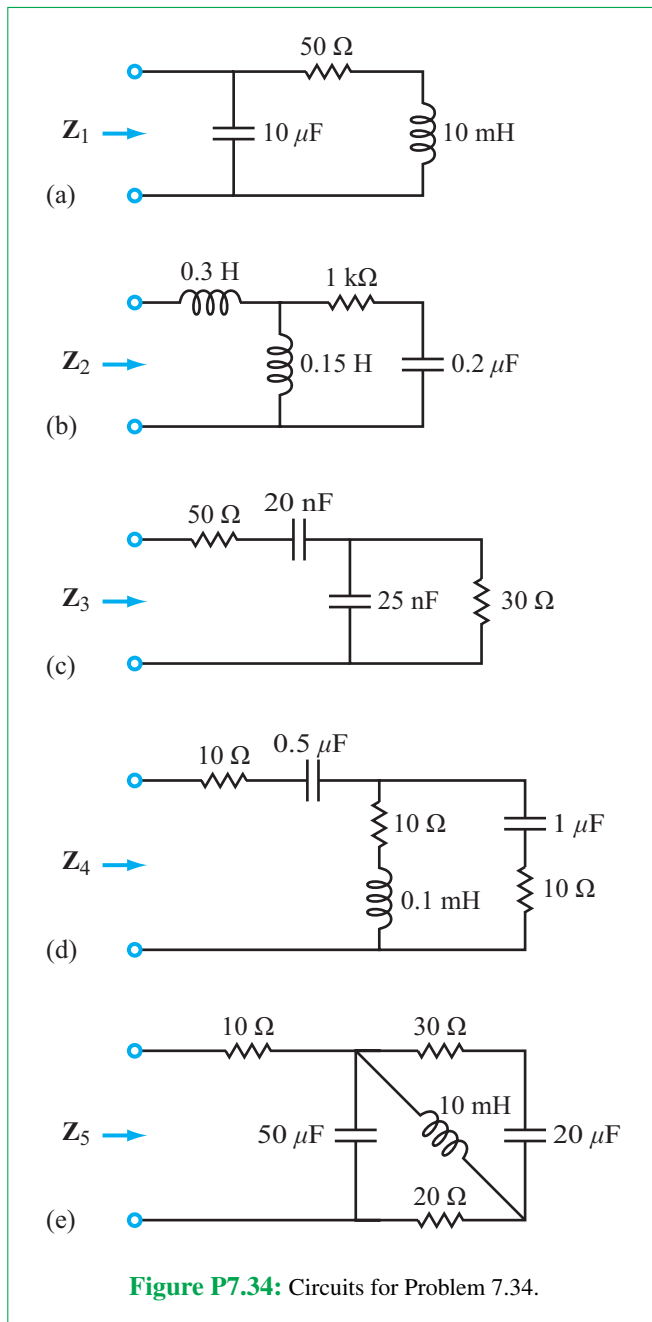 50 Ω
Z1
10 μF
10 mH
(a)
0.3 H
1 kΩ
Z2
0.15 H
0.2 μF
(b)
20 nF
50 Ω
Z3
25 nF
30 Ω
(c)
0.5 μF
10 Ω
10 Ω
1 μF
Z4
0.1 mH
10 Ω
(d)
10 Ω
30 Ω
10 mH
Z5
50 μF
20 μF
20 Ω
(e)
Figure P7.34: Circuits for Problem 7.34.